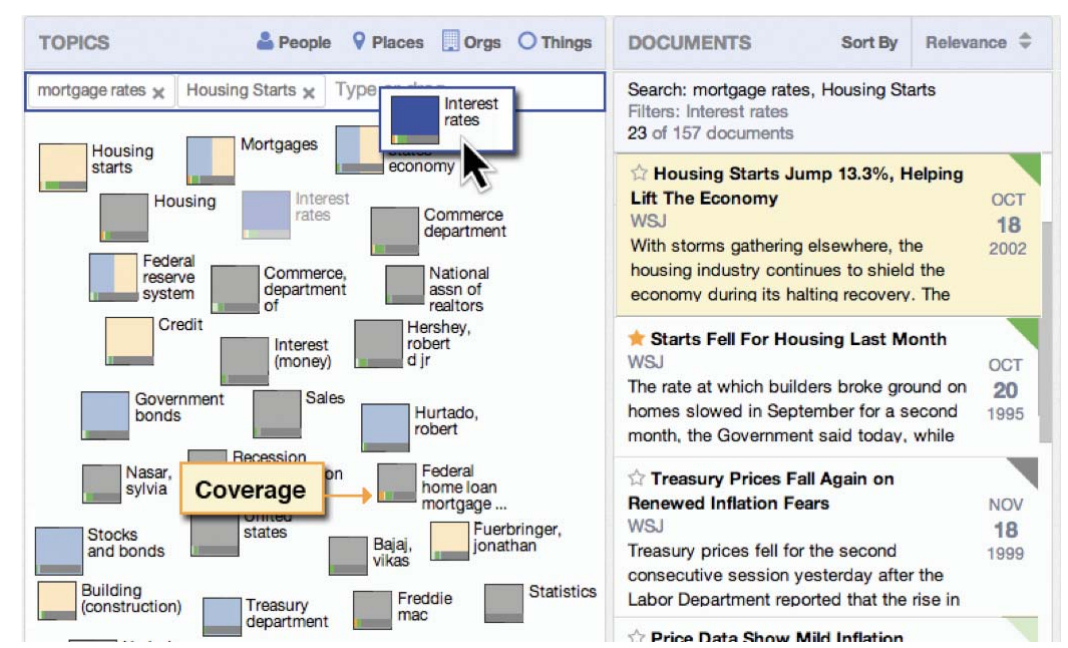 TOPICS
People
Places
Orgs
Things
mortgage rates x
Housing Starts x
Interest
rates
Housing
starts
Mortgages
economy
Housing
Interest
rates
Commerce
department
Federal
reserve
system
Commerce,
department
of
National
assn of
realtors
Credit
Interest
(money)
Hershey,
robert
d jr
Government
bonds
Sales
Hurtado,
robert
Nasar,
sylvia
Recession
Coverage
Federal
home loan
mortgage ...
Stocks
and bonds
states
Bajaj,
vikas
Fuerbringer,
jonathan
Building
(construction)
Treasury
department
Freddie
mac
Statistics
DOCUMENTS
Sort By
Relevance
Search: mortgage rates, Housing Starts
Filters: Interest rates
23 of 157 documents
Housing Starts Jump 13.3%, Helping
Lift The Economy
WSJ
OCT
18
2002
With storms gathering elsewhere, the
housing industry continues to shield the
economy during its halting recovery. The
Starts Fell For Housing Last Month
WSJ
OCT
20
1995
The rate at which builders broke ground on
homes slowed in September for a second
month, the Government said today, while
Treasury Prices Fall Again on
Renewed Inflation Fears
WSJ
NOV
18
1999
Treasury prices fell for the second
consecutive session yesterday after the
Labor Department reported that the rise in
Price Data Show Mild Inflation